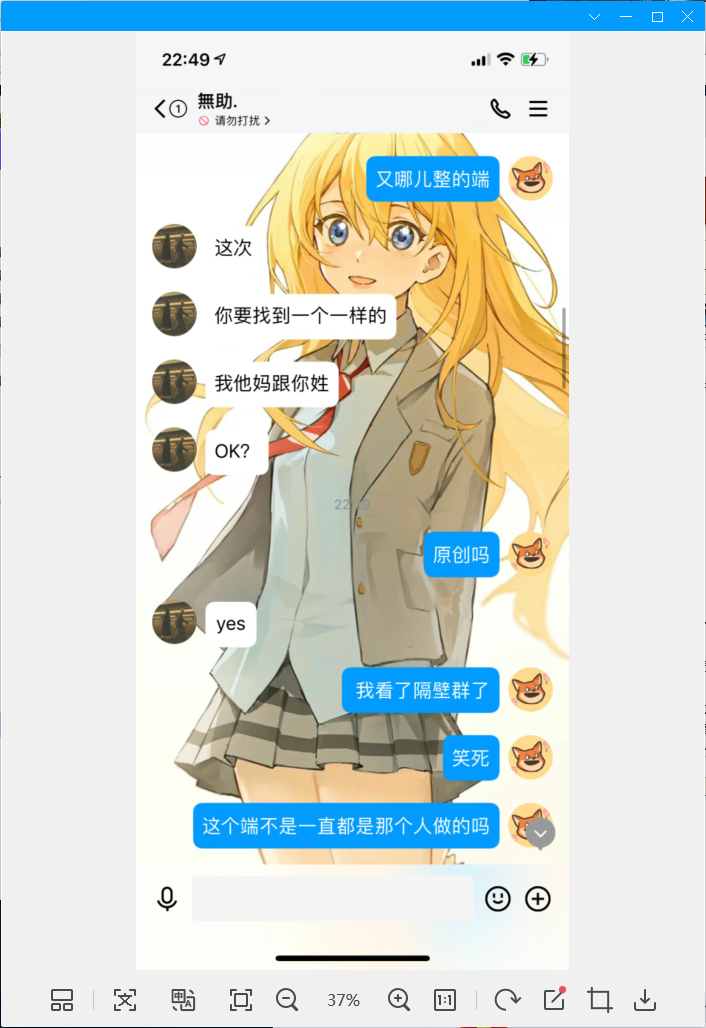 22:49
1
無助.
请勿打扰
又哪儿整的端
这次
你要找到一个一样的
我他妈跟你姓
OK?
原创吗
yes
我看了隔壁群了
笑死
这个端不是一直都是那个人做的吗
37%
1:1